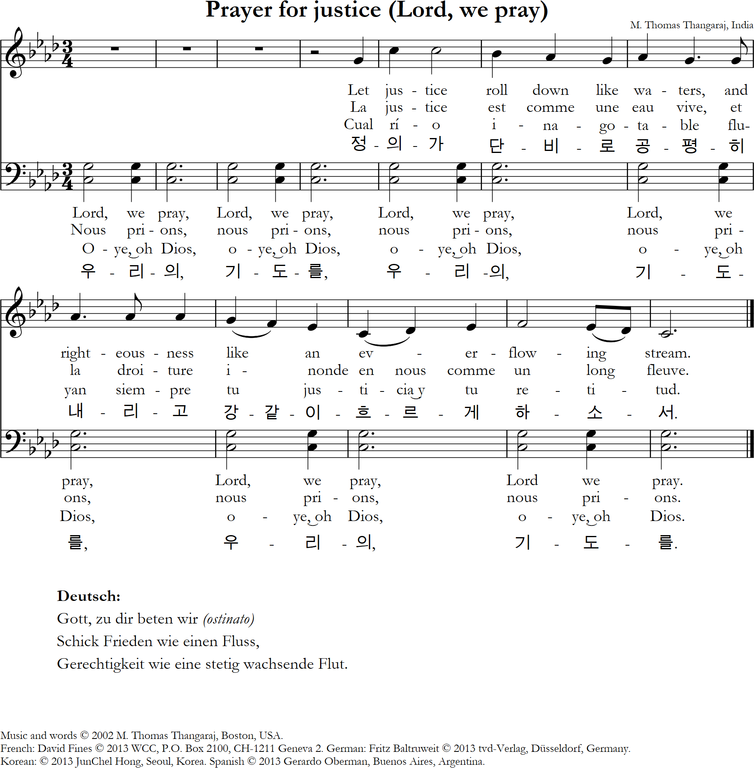 Prayer for justice (Lord, we pray)
M. Thomas Thangaraj, India
Let jus - tice roll down like wa - ters, and
La jus - tice est comme une eau vive, et
Cual rí - o i - na - go - ta - ble flu-
정 - 의 - 가 단 - 비 - 로 공 - 평 - 히
Lord, we pray, Lord, we pray, Lord, we pray, Lord, we
Nous pri - ons, nous pri - ons, nous pri - ons, nous pri -
O - ye, oh Dios, o - ye, oh Dios, o - ye, oh Dios, o - ye, oh
우 - 리 - 의, 기 - 도 - 를, 우 - 리 - 의, 기 - 도 -
right - eous - ness like an ev - er - flow - ing stream.
la droi - ture i - nonde en nous comme un long fleuve.
yan siem - pre tu jus - ti - cia y tu re - ti - tud.
내 - 리 - 고 강 - 같 - 이 - 흐 - 르 - 게 하 - 소 - 서.
pray, Lord, we pray, Lord we pray.
ons, nous pri - ons, nous pri - ons.
Dios, o - ye, oh Dios, o - ye, oh Dios.
를, 우 - 리 - 의, 기 - 도 - 를.
Deutsch:
Gott, zu dir beten wir (ostinato)
Schick Frieden wie einen Fluss,
Gerechtigkeit wie eine stetig wachsende Flut.
Music and words © 2002 M. Thomas Thangaraj, Boston, USA.
French: David Fines © 2013 WCC, P.O. Box 2100, CH-1211 Geneva 2. German: Fritz Baltruweit © 2013 tvd-Verlag, Düsseldorf, Germany.
Korean: © 2013 JunChel Hong, Seoul, Korea. Spanish © 2013 Gerardo Oberman, Buenos Aires, Argentina.